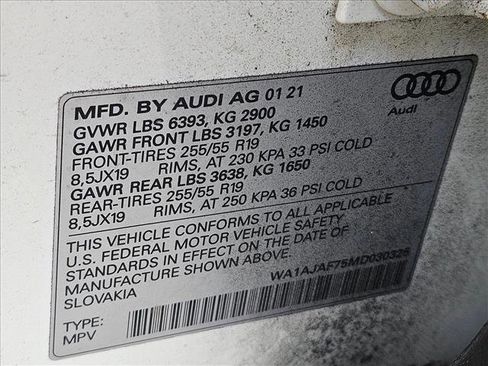 MFD. BY AUDI AG 01 21
GVWR LBS 6393, KG 2900
GAWR FRONT LBS 3197, KG 1450
FRONT-TIRES 255/55 R19
8,5JX19 RIMS, AT 230 KPA 33 PSI COLD
GAWR REAR LBS 3638, KG 1650
REAR-TIRES 255/55 R19
8,5JX19 RIMS, AT 250 KPA 36 PSI COLD
THIS VEHICLE CONFORMS TO ALL APPLICABLE
U.S. FEDERAL MOTOR VEHICLE SAFETY
STANDARDS IN EFFECT ON THE DATE OF
MANUFACTURE SHOWN ABOVE.
SLOVAKIA
WA1AJAF75MD030326
TYPE:
MPV
Audi